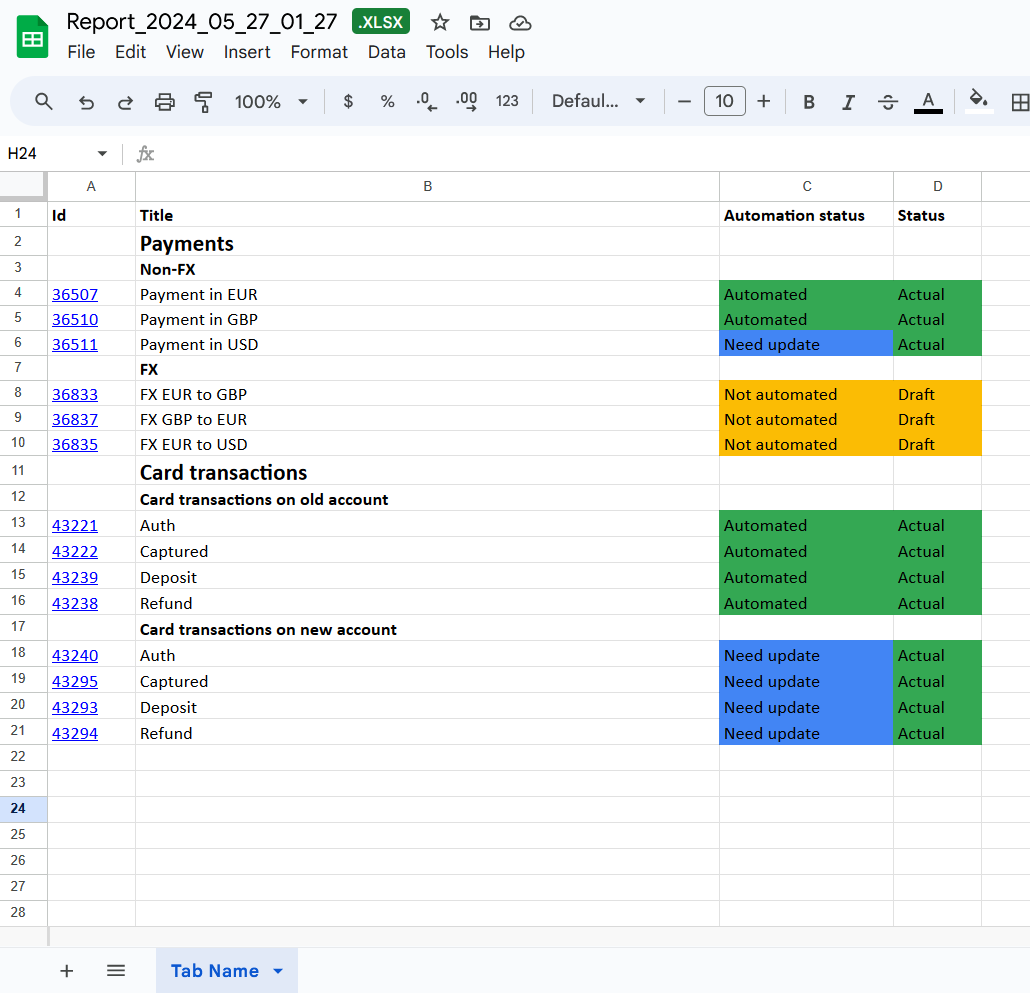 Report_2024_05_27_01_27 .XLSX
File Edit View Insert Format Data Tools Help
100% $ % .0 .00 123 Defaul... − 10 + B I S A
H24 fx
A B C D
1 Id Title Automation status Status
2 Payments
3 Non-FX
4 36507 Payment in EUR Automated Actual
5 36510 Payment in GBP Automated Actual
6 36511 Payment in USD Need update Actual
7 FX
8 36833 FX EUR to GBP Not automated Draft
9 36837 FX GBP to EUR Not automated Draft
10 36835 FX EUR to USD Not automated Draft
11 Card transactions
12 Card transactions on old account
13 43221 Auth Automated Actual
14 43222 Captured Automated Actual
15 43239 Deposit Automated Actual
16 43238 Refund Automated Actual
17 Card transactions on new account
18 43240 Auth Need update Actual
19 43295 Captured Need update Actual
20 43293 Deposit Need update Actual
21 43294 Refund Need update Actual
22
23
24
25
26
27
28
+ Tab Name